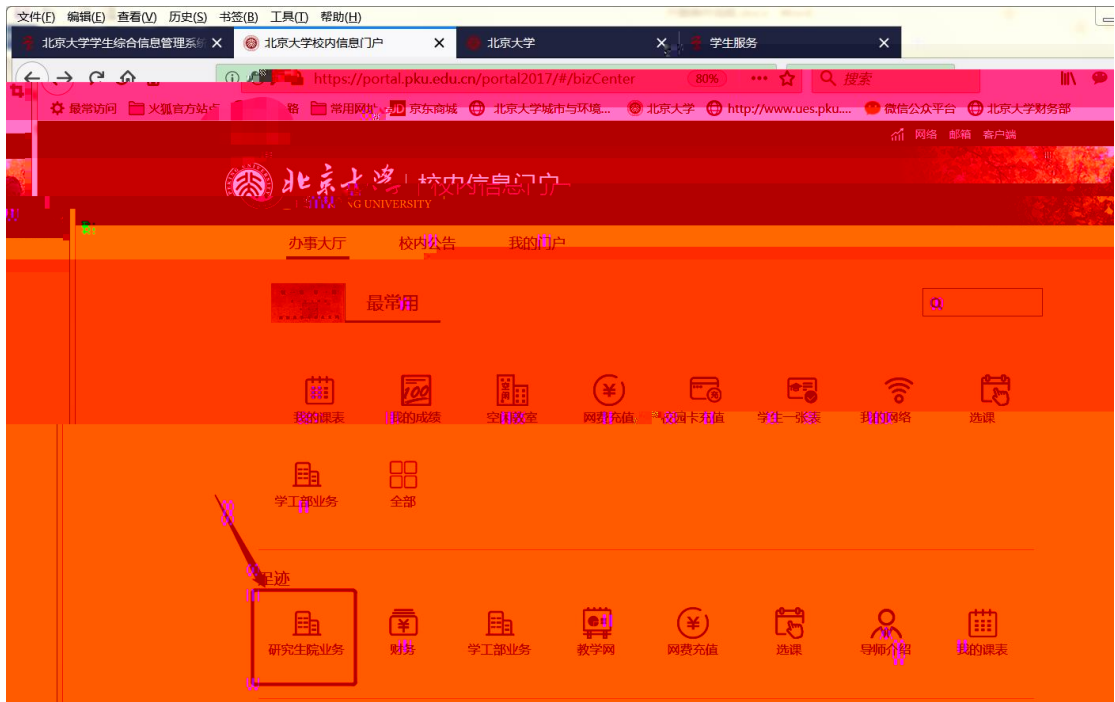 文件(F) 编辑(E) 查看(V) 历史(S) 书签(B) 工具(T) 帮助(H)
北京大学学生综合信息管理系统 北京大学校内信息门户 北京大学 学生服务
https://portal.pku.edu.cn/portal2017/#/bizCenter 80% 搜索
最常访问 火狐官方站点 常用网址 京东商城 北京大学城市与环境... 北京大学 http://www.ues.pku.... 微信公众平台 北京大学财务部
网络 邮箱 客户端
北京大学 校内信息门户
NG UNIVERSITY
办事大厅 校内公告 我的门户
最常用
我的课表 我的成绩 空闲教室 网费充值 校园卡充值 学生一张表 我的网络 选课
学工部业务 全部
足迹
研究生院业务 财务 学工部业务 教学网 网费充值 选课 导师介绍 我的课表